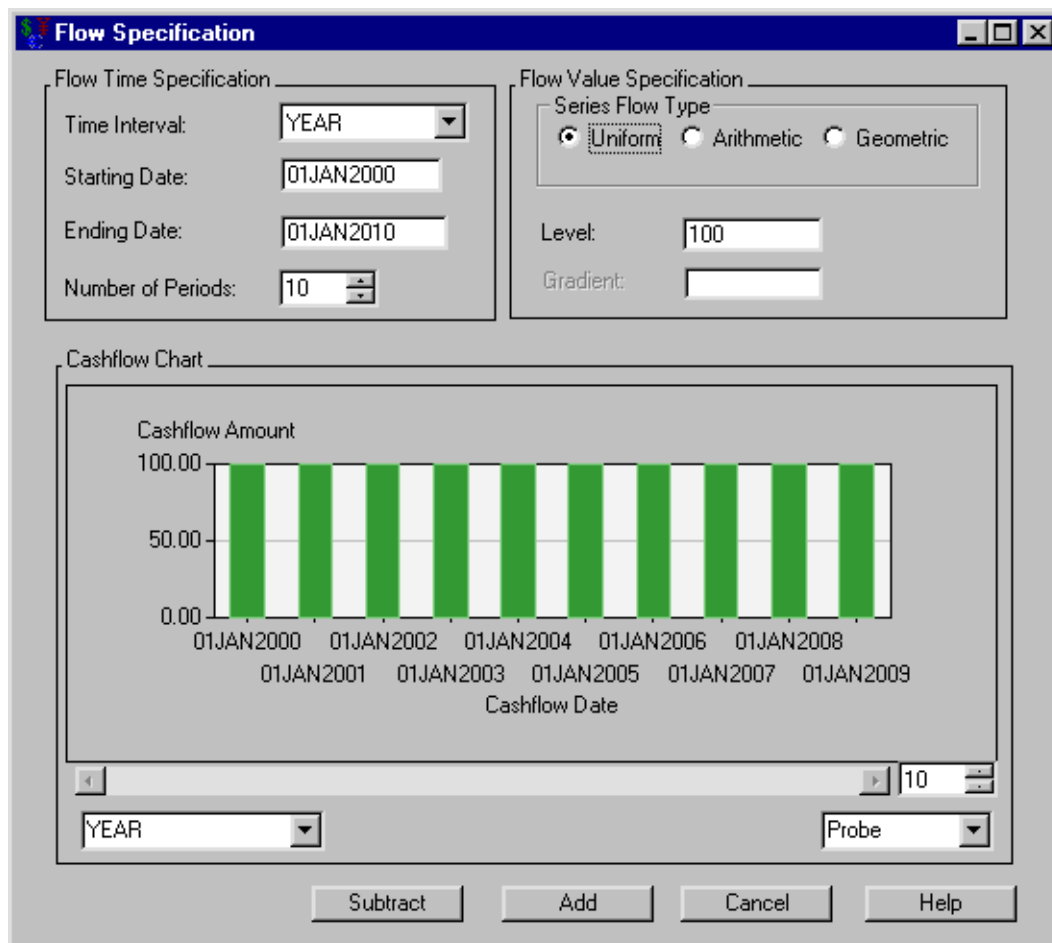 Flow Specification
Flow Time Specification
Time Interval: YEAR
Starting Date: 01JAN2000
Ending Date: 01JAN2010
Number of Periods: 10
Flow Value Specification
Series Flow Type
Uniform Arithmetic Geometric
Level: 100
Gradient:
Cashflow Chart
Cashflow Amount
100.00
50.00
0.00
01JAN2000 01JAN2002 01JAN2004 01JAN2006 01JAN2008
01JAN2001 01JAN2003 01JAN2005 01JAN2007 01JAN2009
Cashflow Date
10
YEAR Probe
Subtract Add Cancel Help